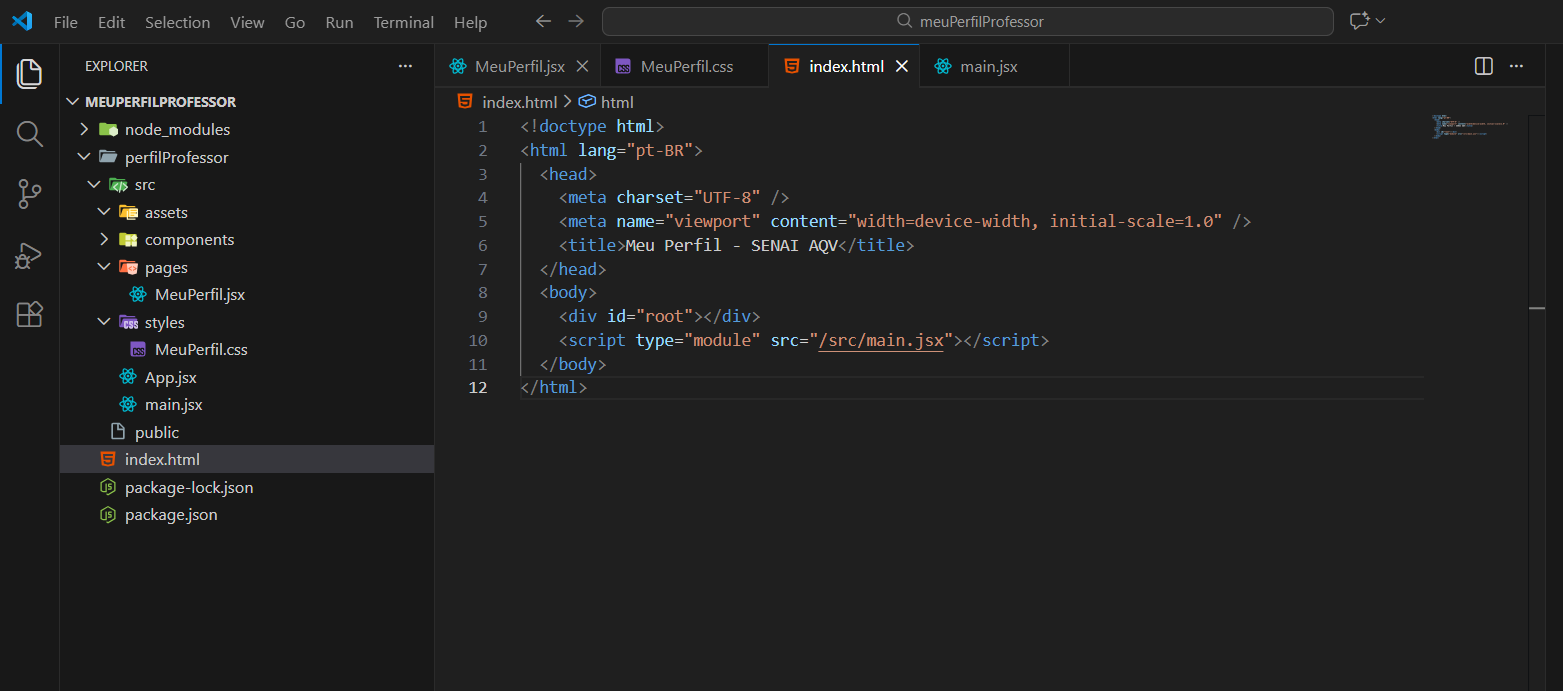 File Edit Selection View Go Run Terminal Help
meuPerfilProfessor
EXPLORER
MEUPERFILPROFESSOR
node_modules
perfilProfessor
src
assets
components
pages
MeuPerfil.jsx
styles
MeuPerfil.css
App.jsx
main.jsx
public
index.html
package-lock.json
package.json
MeuPerfil.jsx MeuPerfil.css index.html main.jsx
index.html > html
1 <!doctype html>
2 <html lang="pt-BR">
3 <head>
4 <meta charset="UTF-8" />
5 <meta name="viewport" content="width=device-width, initial-scale=1.0" />
6 <title>Meu Perfil - SENAI AQV</title>
7 </head>
8 <body>
9 <div id="root"></div>
10 <script type="module" src="/src/main.jsx"></script>
11 </body>
12 </html>